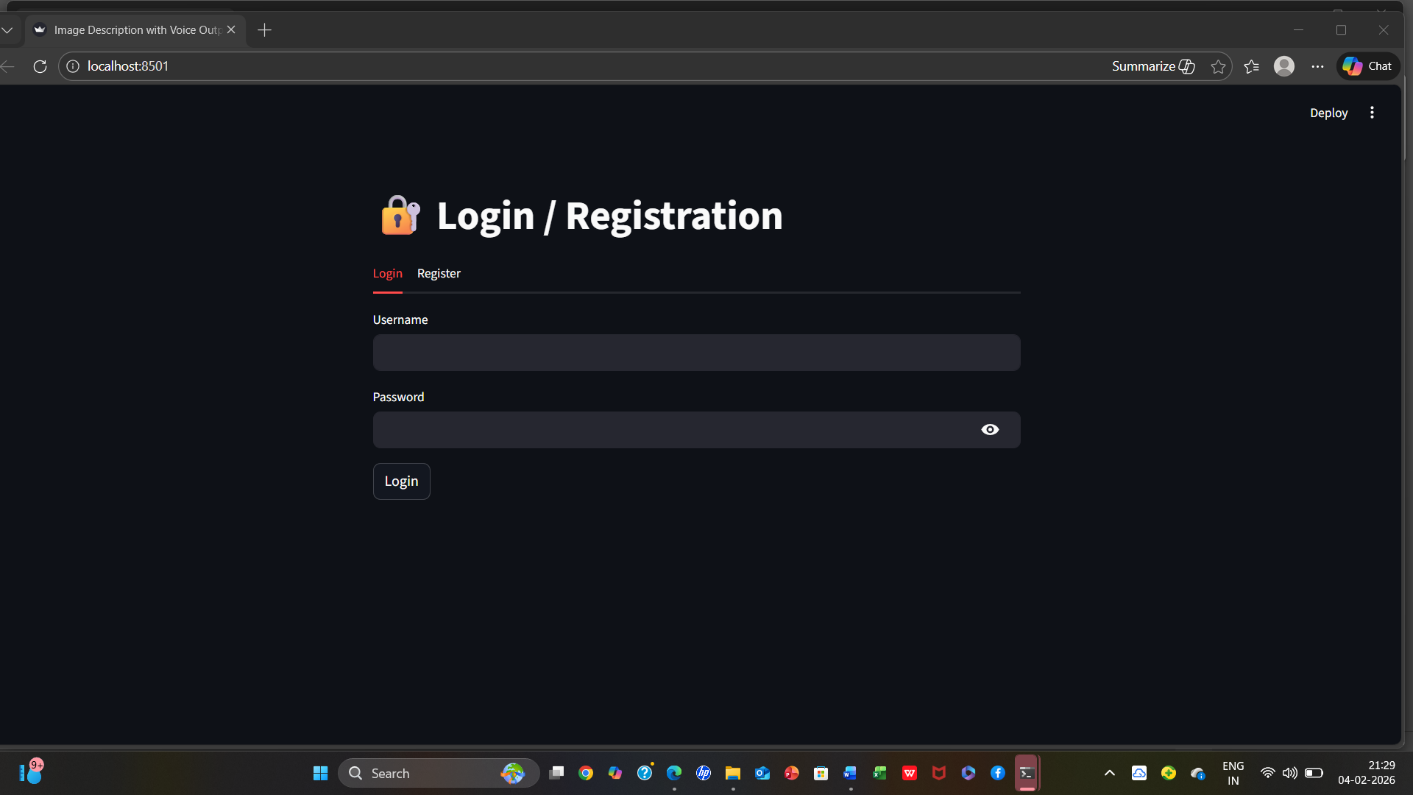 Image Description with Voice Outp
localhost:8501
Summarize
Chat
Deploy
Login / Registration
Login Register
Username
Password
Login
9+
Search
ENG
IN
21:29
04-02-2026